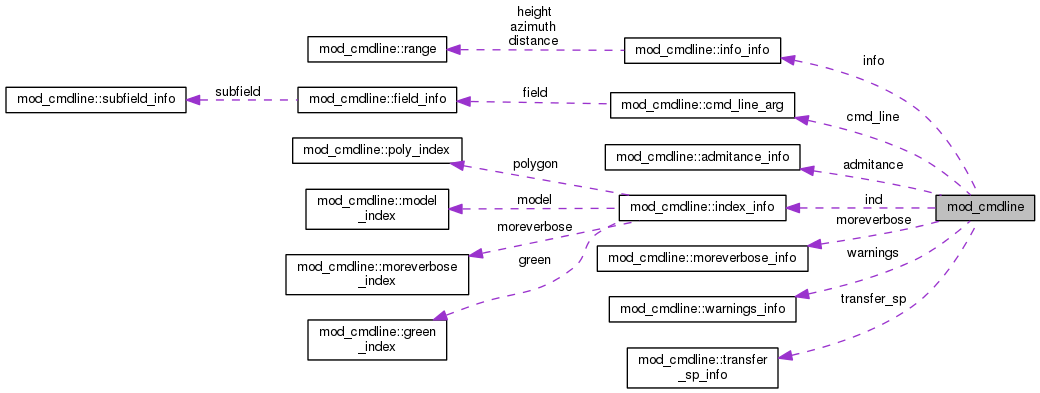 height
azimuth
distance
mod_cmdline::range
mod_cmdline::info_info
info
subfield
mod_cmdline::subfield_info
mod_cmdline::field_info
field
mod_cmdline::cmd_line_arg
cmd_line
mod_cmdline::poly_index
polygon
mod_cmdline::admitance_info
admitance
mod_cmdline::model
_index
model
mod_cmdline::index_info
ind
mod_cmdline
moreverbose
moreverbose
mod_cmdline::moreverbose
_index
green
mod_cmdline::moreverbose_info
warnings
mod_cmdline::warnings_info
transfer_sp
mod_cmdline::green
_index
mod_cmdline::transfer
_sp_info